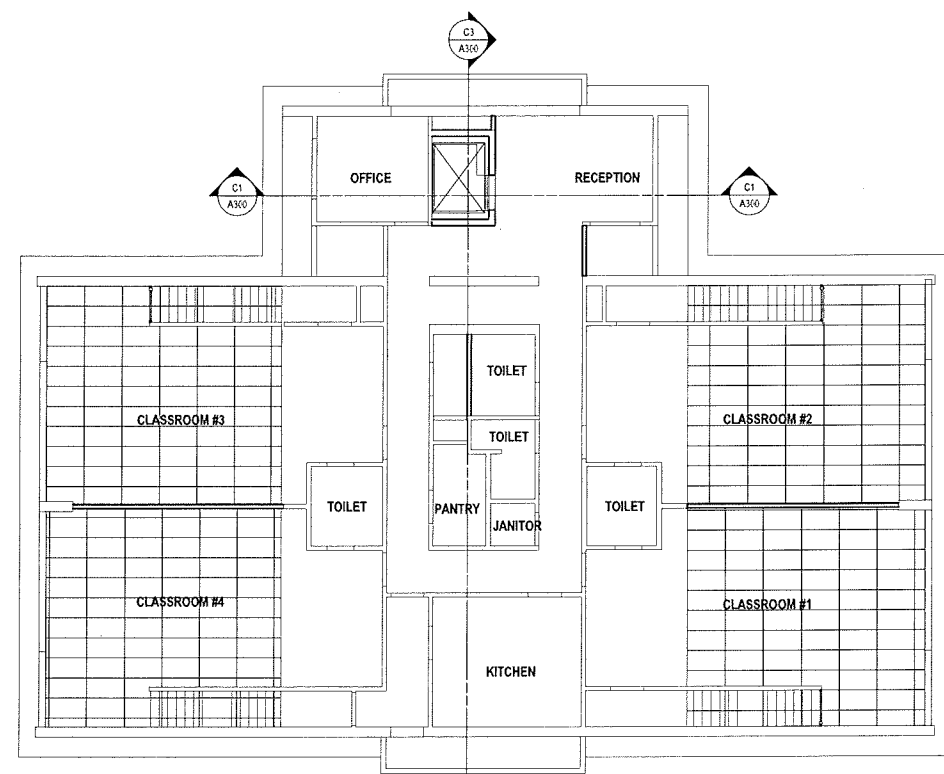 C3
A300
OFFICE
RECEPTION
C1
A300
C1
A300
TOILET
CLASSROOM #3
CLASSROOM #2
TOILET
TOILET
PANTRY
TOILET
JANITOR
CLASSROOM #4
CLASSROOM #1
KITCHEN